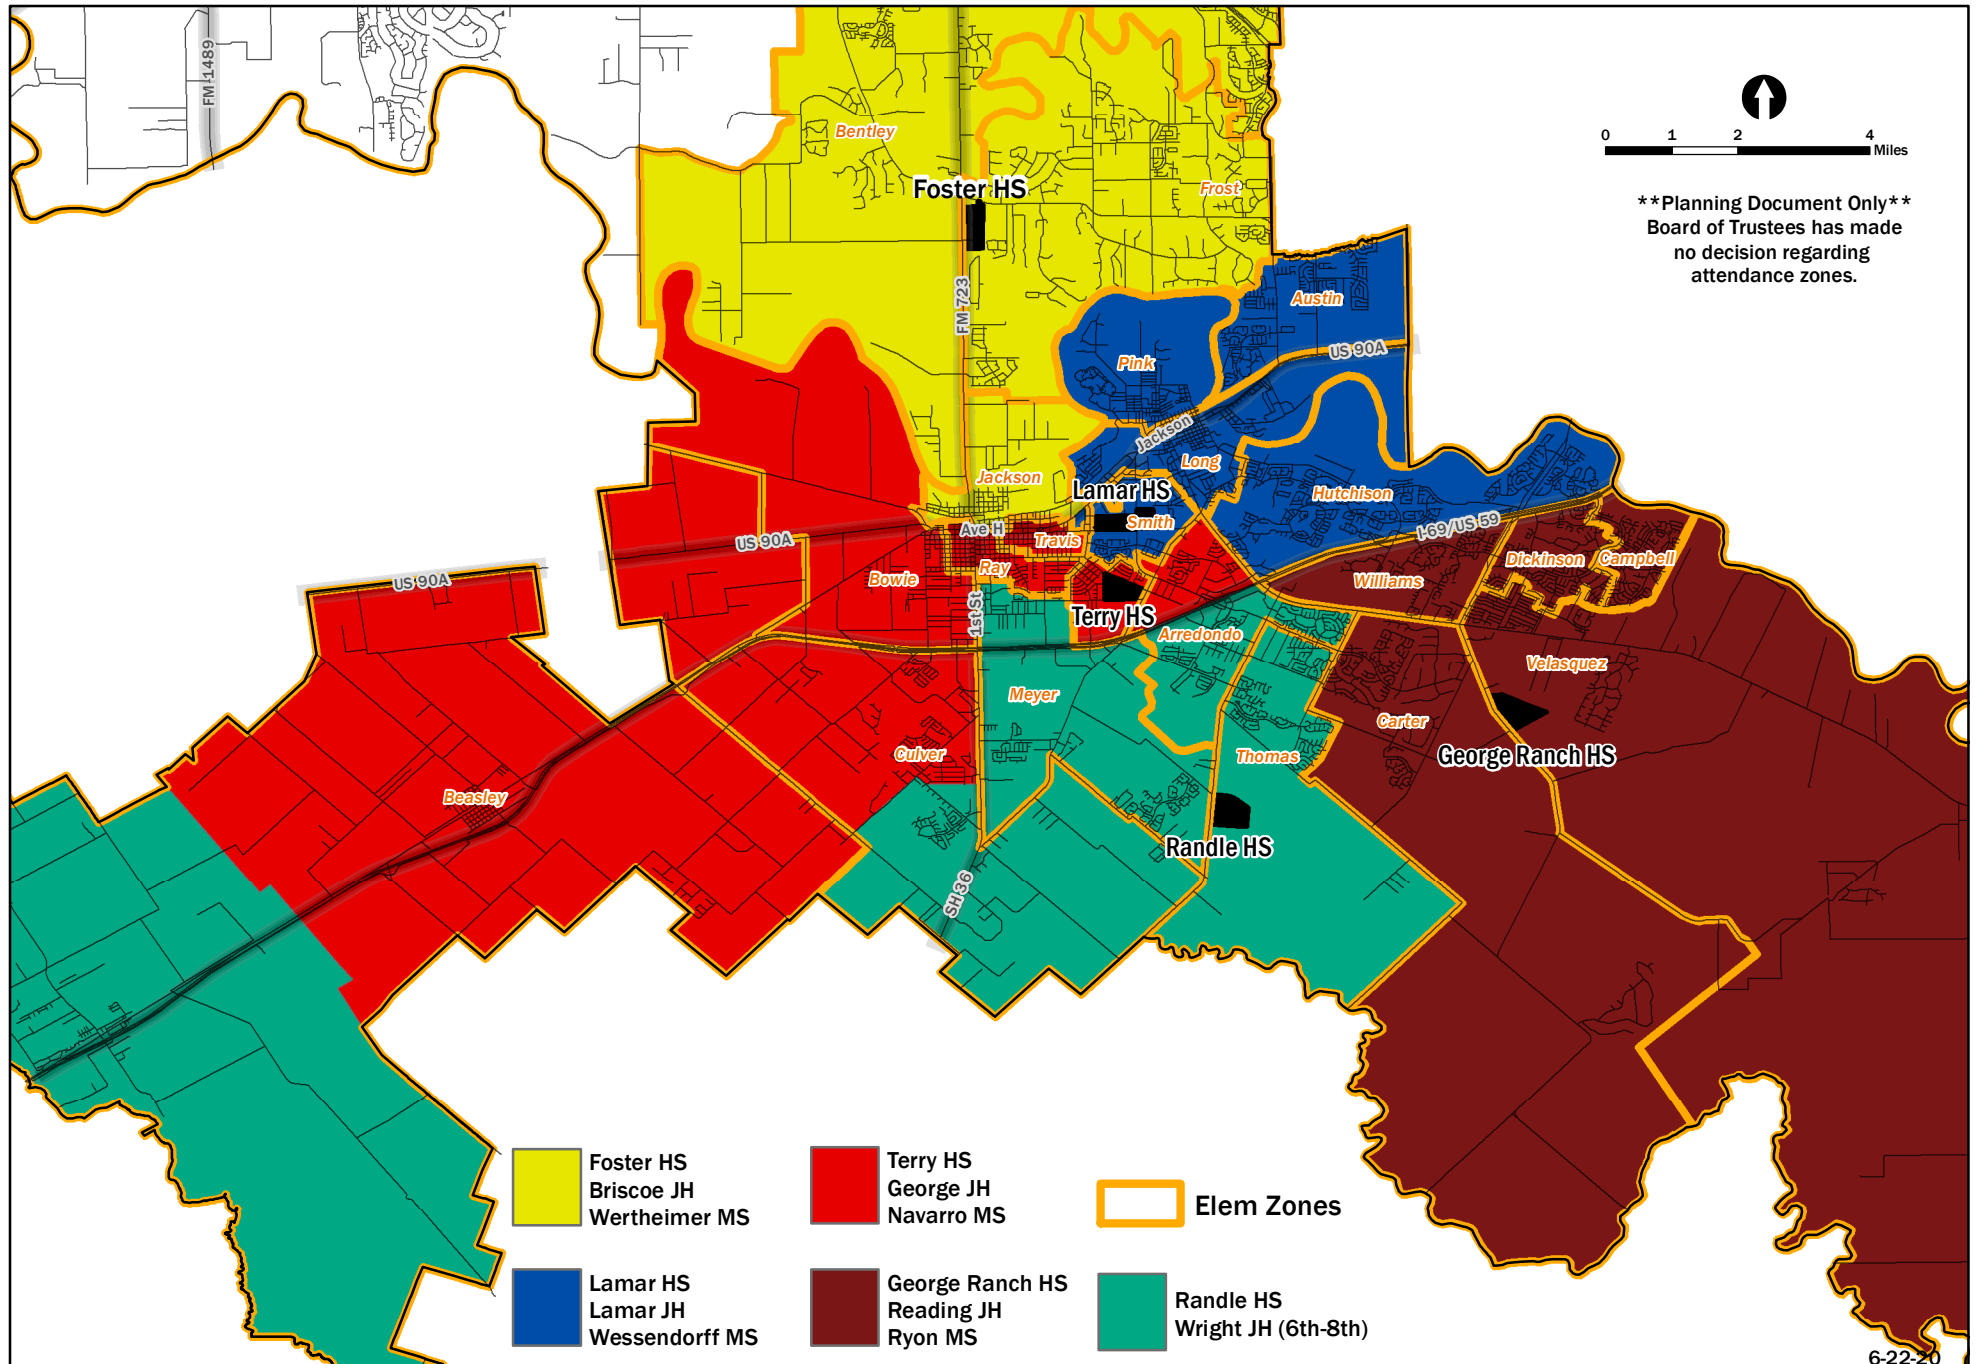 FM 1489
0 1 2 4
Miles
**Planning Document Only**
Board of Trustees has made
no decision regarding
attendance zones.
Bentley
Foster HS
Frost
FM 723
Austin
US 90A
Pink
Jackson
Long
Jackson
Lamar HS
Hutchison
Smith
I-69/US 59
Ave H
Travis
US 90A
Ray
Bowie
US 90A
Williams
Dickinson
Campbell
1st St
Terry HS
Arredondo
Velasquez
Meyer
Carter
Culver
Thomas
George Ranch HS
Beasley
Randle HS
SH 36
Foster HS
Briscoe JH
Wertheimer MS
Terry HS
George JH
Navarro MS
Elem Zones
Lamar HS
Lamar JH
Wessendorff MS
George Ranch HS
Reading JH
Ryon MS
Randle HS
Wright JH (6th-8th)
6-22-20